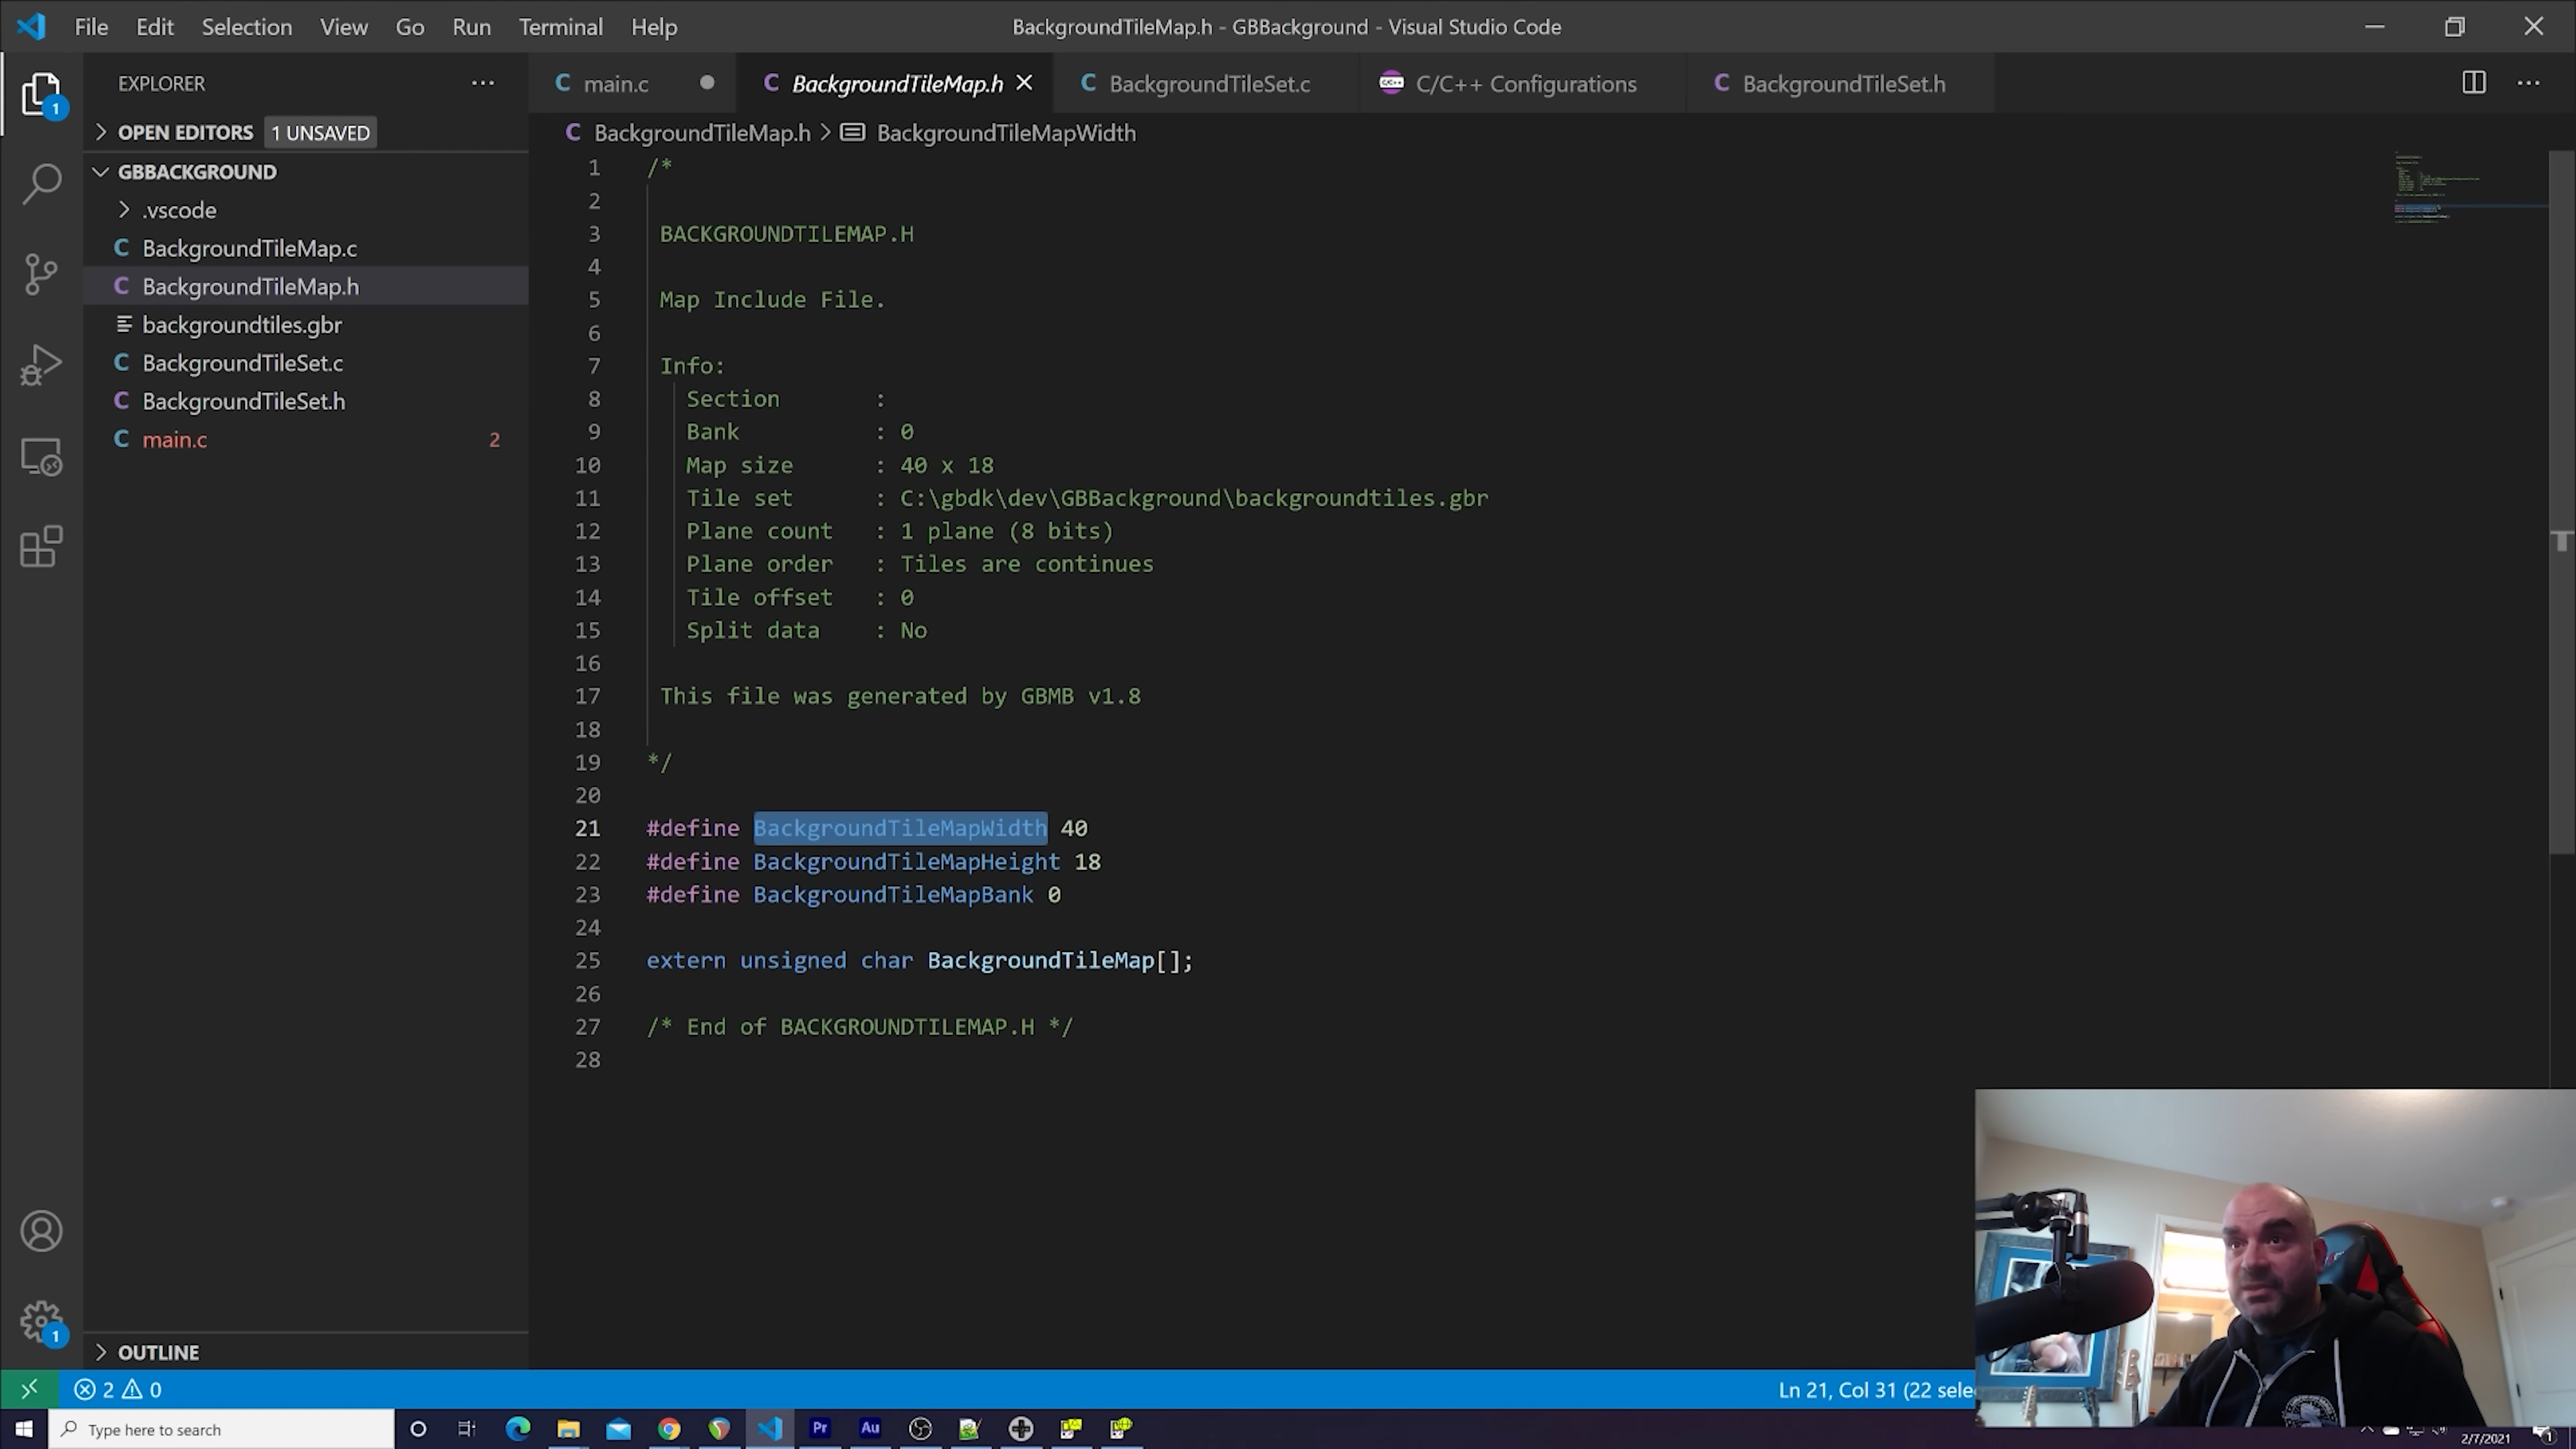 File Edit Selection View Go Run Terminal Help
BackgroundTileMap.h - GBBackground - Visual Studio Code
EXPLORER
main.c
BackgroundTileMap.h
BackgroundTileSet.c
C/C++ Configurations
BackgroundTileSet.h
OPEN EDITORS 1 UNSAVED
BackgroundTileMap.h > BackgroundTileMapWidth
GBBACKGROUND
.vscode
BackgroundTileMap.c
BackgroundTileMap.h
backgroundtiles.gbr
BackgroundTileSet.c
BackgroundTileSet.h
main.c 2
1 /*
2
3 BACKGROUNDTILEMAP.H
4
5 Map Include File.
6
7 Info:
8 Section :
9 Bank : 0
10 Map size : 40 x 18
11 Tile set : C:\gbdk\dev\GBBackground\backgroundtiles.gbr
12 Plane count : 1 plane (8 bits)
13 Plane order : Tiles are continues
14 Tile offset : 0
15 Split data : No
16
17 This file was generated by GBMB v1.8
18
19 */
20
21 #define BackgroundTileMapWidth 40
22 #define BackgroundTileMapHeight 18
23 #define BackgroundTileMapBank 0
24
25 extern unsigned char BackgroundTileMap[];
26
27 /* End of BACKGROUNDTILEMAP.H */
28
1
1
OUTLINE
2 0
Ln 21, Col 31 (22 sele
Type here to search
Pr
Au
2/7/2021
1